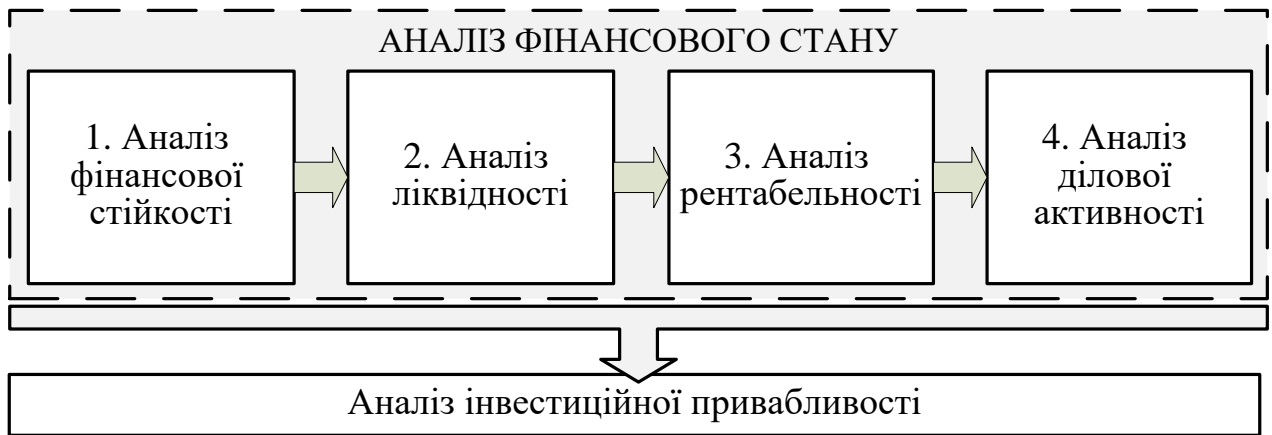 АНАЛІЗ ФІНАНСОВОГО СТАНУ
1. Аналіз
фінансової
стійкості
2. Аналіз
ліквідності
3. Аналіз
рентабельності
4. Аналіз
ділової
активності
Аналіз інвестиційної привабливості